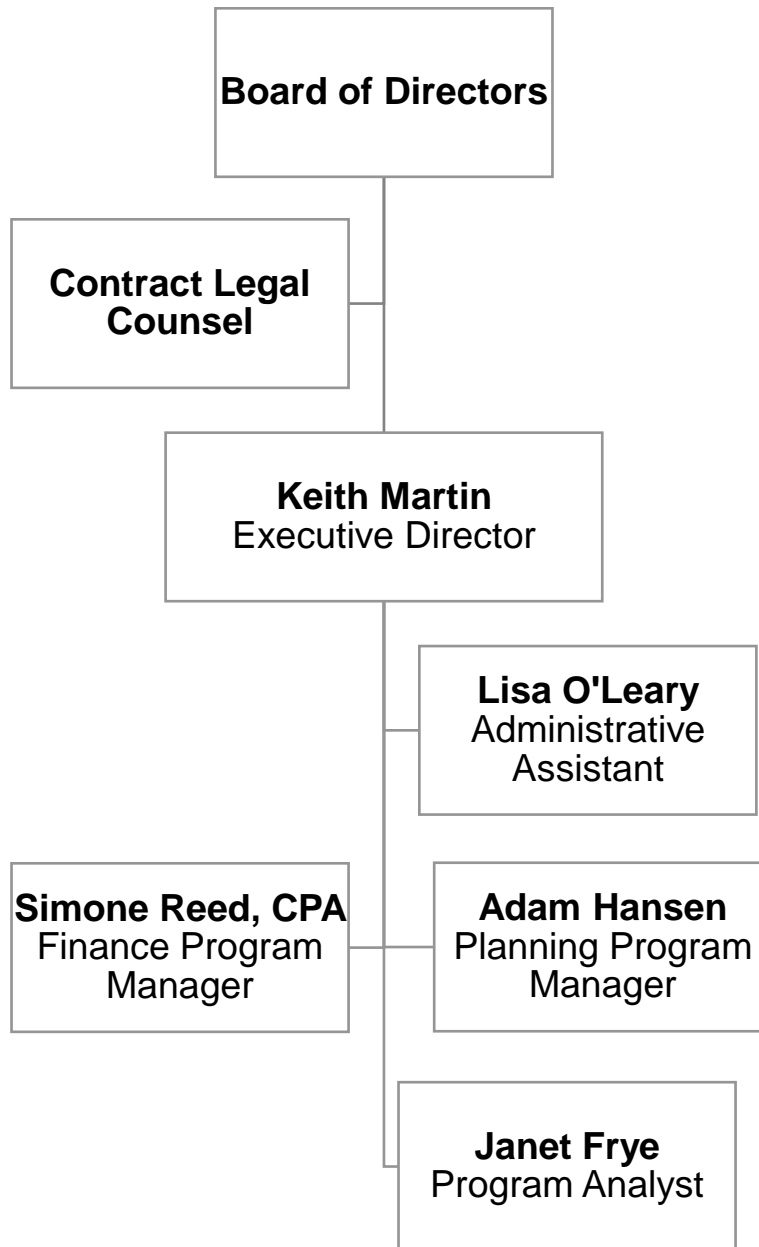 Board of Directors
Contract Legal
Counsel
Keith Martin
Executive Director
Lisa O'Leary
Administrative
Assistant
Simone Reed, CPA
Finance Program
Manager
Adam Hansen
Planning Program
Manager
Janet Frye
Program Analyst